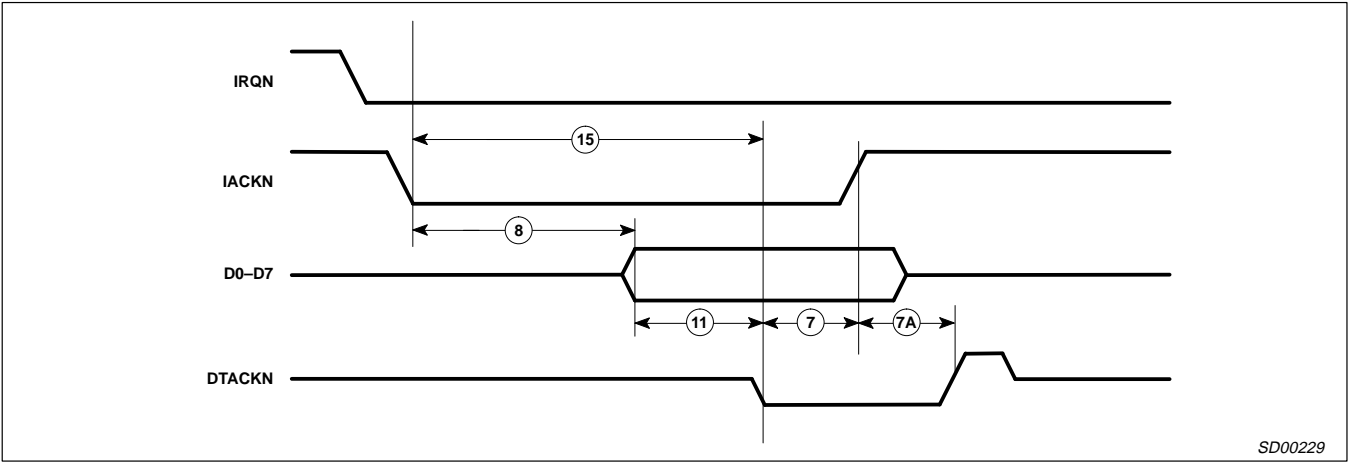 IRQN
15
IACKN
8
D0–D7
11
7
7A
DTACKN
SD00229